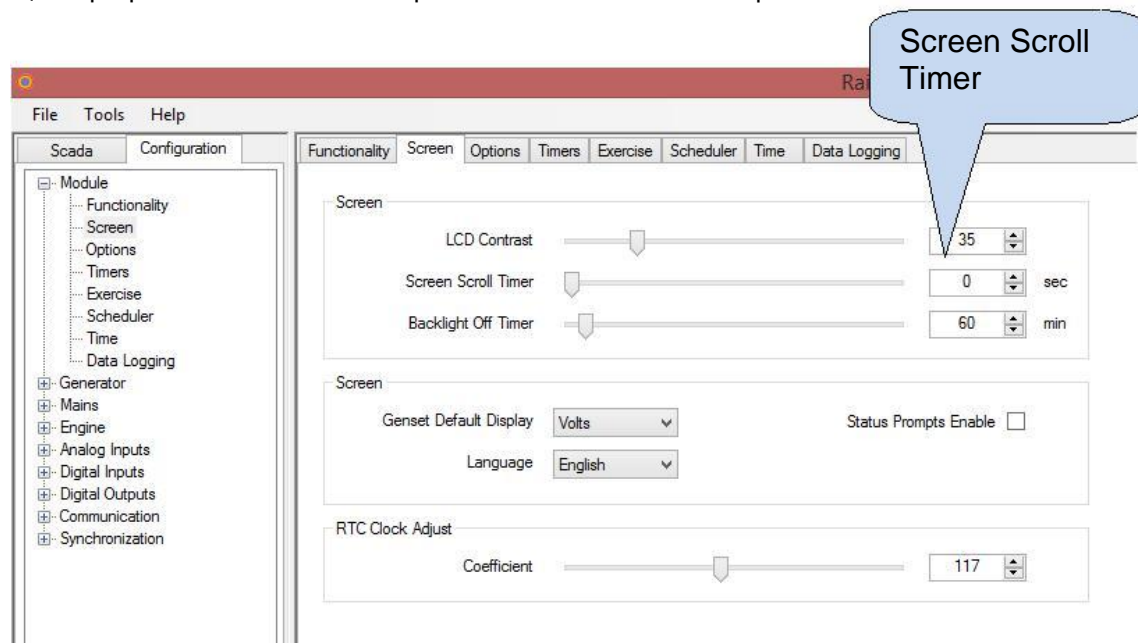 Screen Scroll
Timer
Rai
File Tools Help
Scada Configuration
Functionality Screen Options Timers Exercise Scheduler Time Data Logging
Module
Functionality
Screen
Options
Timers
Exercise
Scheduler
Time
Data Logging
Generator
Mains
Engine
Analog Inputs
Digital Inputs
Digital Outputs
Communication
Synchronization
Screen
LCD Contrast 35
Screen Scroll Timer 0 sec
Backlight Off Timer 60 min
Screen
Genset Default Display Volts Status Prompts Enable
Language English
RTC Clock Adjust
Coefficient 117